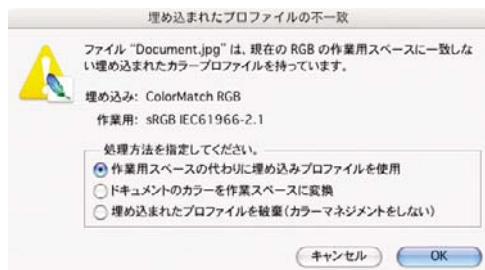 埋め込まれたプロファイルの不一致
ファイル “Document.jpg” は、現在の RGB の作業用スペースに一致しな
い埋め込まれたカラープロファイルを持っています。
埋め込み: ColorMatch RGB
作業用: sRGB IEC61966-2.1
処理方法を指定してください。
作業用スペースの代わりに埋め込みプロファイルを使用
ドキュメントのカラーを作業スペースに変換
埋め込まれたプロファイルを破棄(カラーマネジメントをしない)
キャンセル
OK